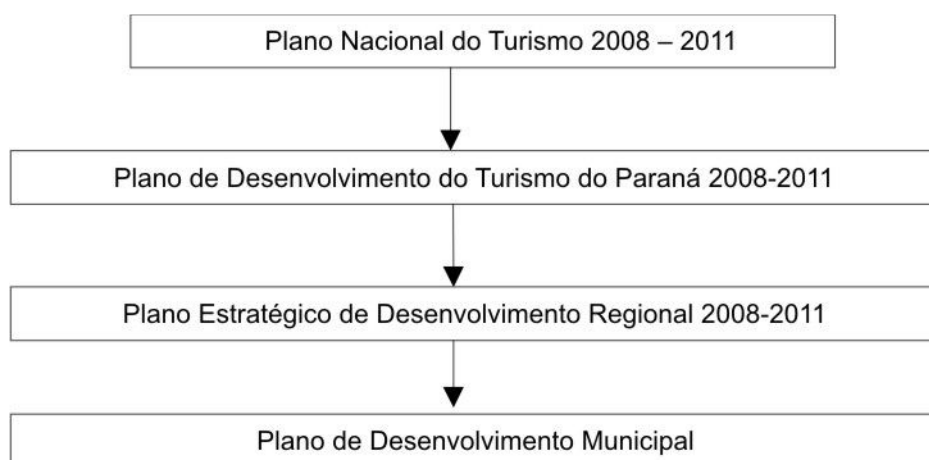 Plano Nacional do Turismo 2008 – 2011
Plano de Desenvolvimento do Turismo do Paraná 2008-2011
Plano Estratégico de Desenvolvimento Regional 2008-2011
Plano de Desenvolvimento Municipal